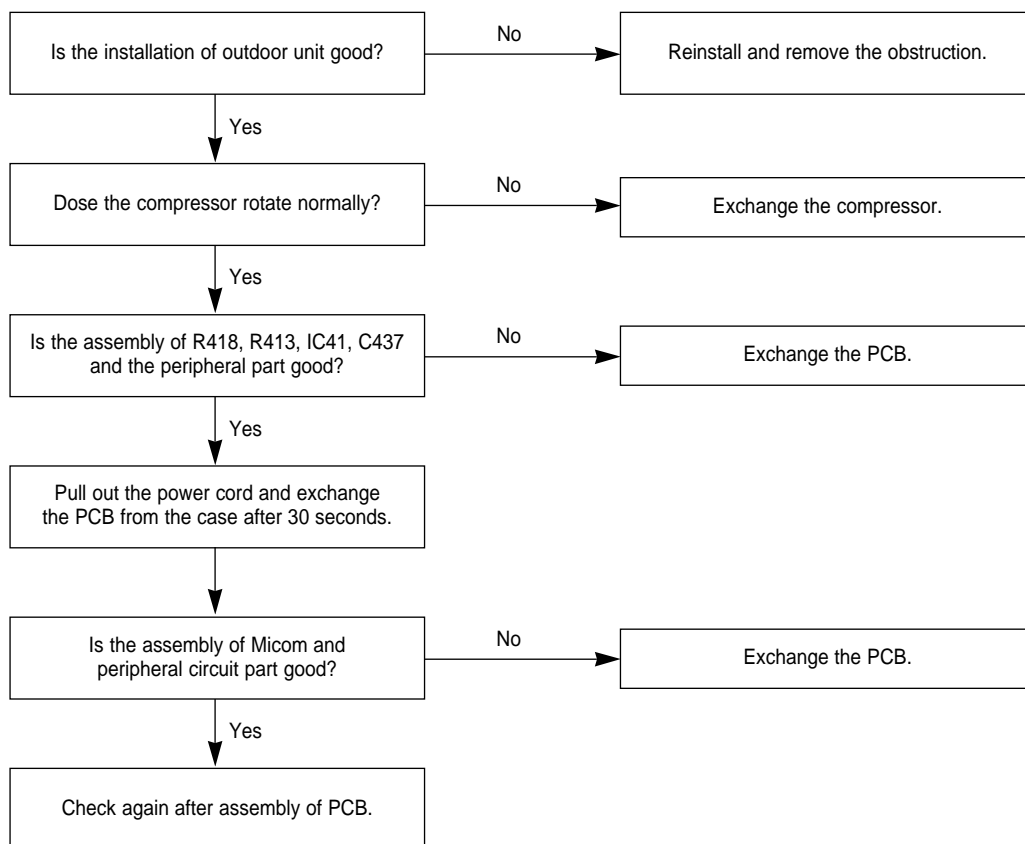 Is the installation of outdoor unit good?
No
Reinstall and remove the obstruction.
Yes
Dose the compressor rotate normally?
No
Exchange the compressor.
Yes
Is the assembly of R418, R413, IC41, C437
and the peripheral part good?
No
Exchange the PCB.
Yes
Pull out the power cord and exchange
the PCB from the case after 30 seconds.
Is the assembly of Micom and
peripheral circuit part good?
No
Exchange the PCB.
Yes
Check again after assembly of PCB.